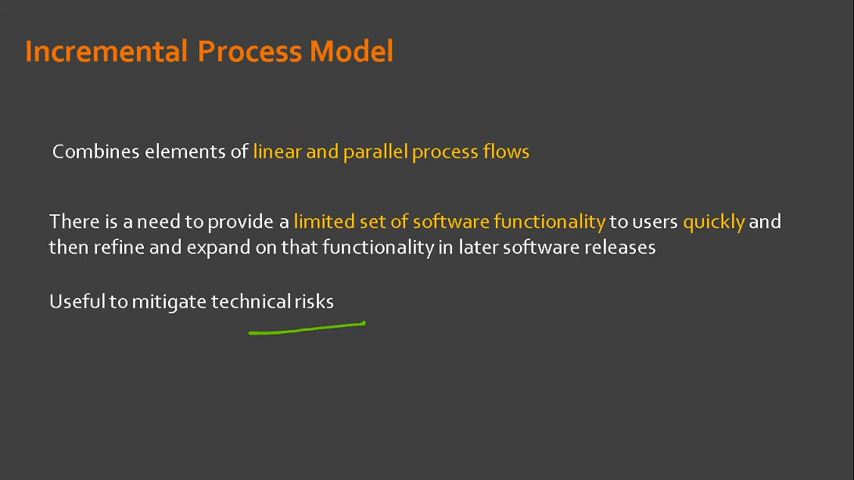 Incremental Process Model
Combines elements of linear and parallel process flows
There is a need to provide a limited set of software functionality to users quickly and
then refine and expand on that functionality in later software releases
Useful to mitigate technical risks